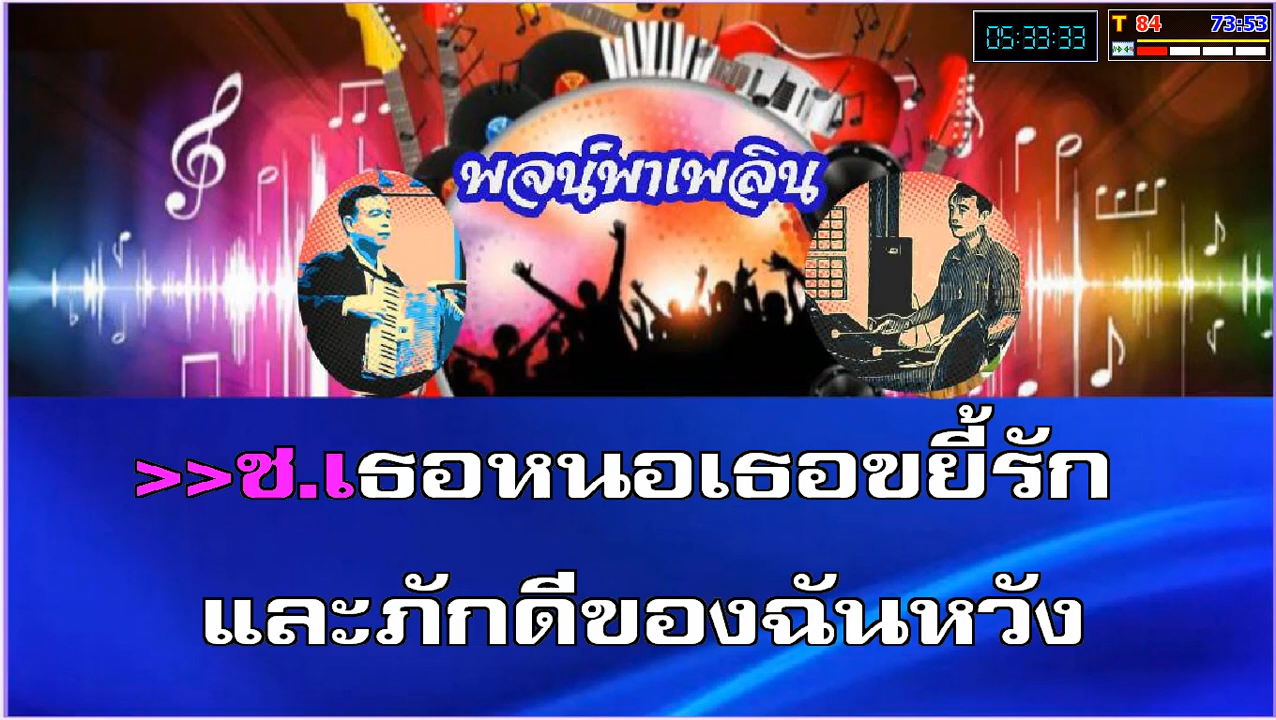 05:33:33
T 84 73:53
พจน์พาเพลิน
>>ช.เธอหนอเธอขยี้รัก
และภักดีของฉันหวัง